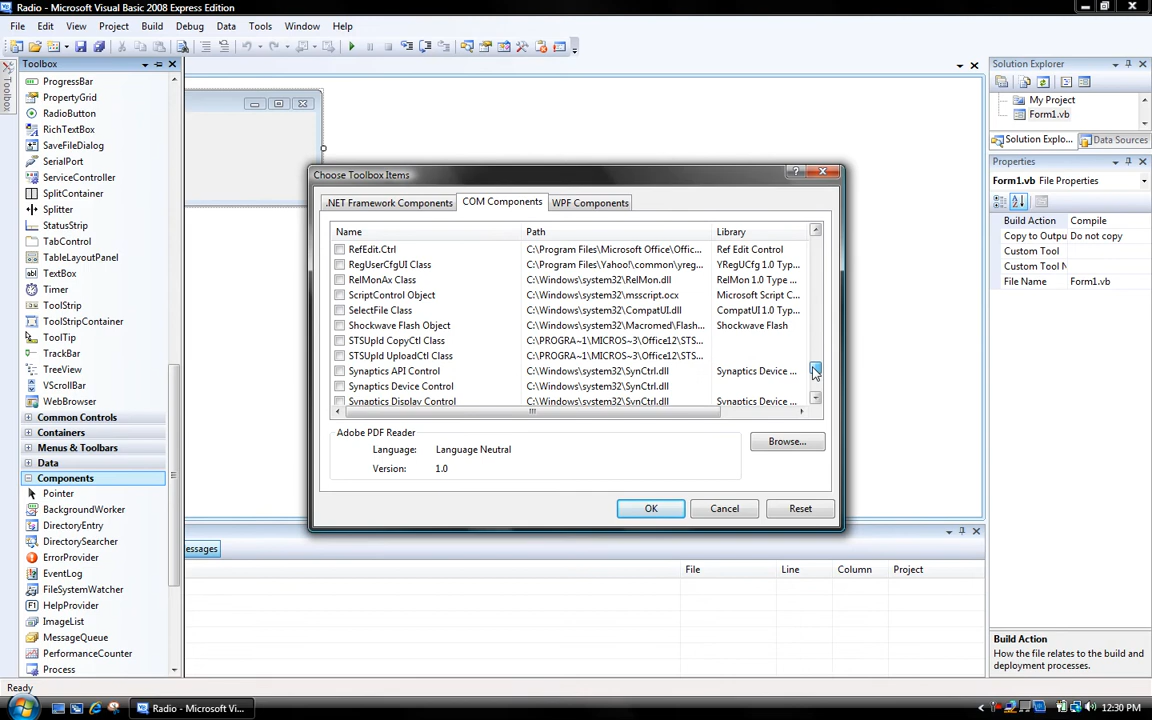 Radio - Microsoft Visual Basic 2008 Express Edition
File Edit View Project Build Debug Data Tools Window Help
Toolbox
ProgressBar
PropertyGrid
RadioButton
RichTextBox
SaveFileDialog
SerialPort
ServiceController
SplitContainer
Splitter
StatusStrip
TabControl
TableLayoutPanel
TextBox
Timer
ToolStrip
ToolStripContainer
ToolTip
TrackBar
TreeView
VScrollBar
WebBrowser
Common Controls
Containers
Menus & Toolbars
Data
Components
Pointer
BackgroundWorker
DirectoryEntry
DirectorySearcher
ErrorProvider
EventLog
FileSystemWatcher
HelpProvider
ImageList
MessageQueue
PerformanceCounter
Process
Toolbox
Choose Toolbox Items
.NET Framework Components COM Components WPF Components
Name Path Library
RefEdit.Ctrl C:\Program Files\Microsoft Office\Offic... Ref Edit Control
RegUserCfgUI Class C:\Program Files\Yahoo!\common\yreg... YRegUCfg 1.0 Typ...
RelMonAx Class C:\Windows\system32\RelMon.dll RelMon 1.0 Type ...
ScriptControl Object C:\Windows\system32\msscript.ocx Microsoft Script C...
SelectFile Class C:\Windows\system32\CompatUI.dll CompatUI 1.0 Typ...
Shockwave Flash Object C:\Windows\system32\Macromed\Flash... Shockwave Flash
STSUpld CopyCtl Class C:\PROGRA~1\MICROS~3\Office12\STS...
STSUpld UploadCtl Class C:\PROGRA~1\MICROS~3\Office12\STS...
Synaptics API Control C:\Windows\system32\SynCtrl.dll Synaptics Device ...
Synaptics Device Control C:\Windows\system32\SynCtrl.dll
Synaptics Display Control C:\Windows\system32\SynCtrl.dll Synaptics Device ...
Adobe PDF Reader
Language: Language Neutral
Version: 1.0
Browse...
OK Cancel Reset
essages
File Line Column Project
Solution Explorer
My Project
Form1.vb
Solution Explo... Data Sources
Properties
Form1.vb File Properties
Build Action Compile
Copy to Output Do not copy
Custom Tool
Custom Tool N
File Name Form1.vb
Build Action
How the file relates to the build and
deployment processes.
Ready
Radio - Microsoft Vi... 12:30 PM